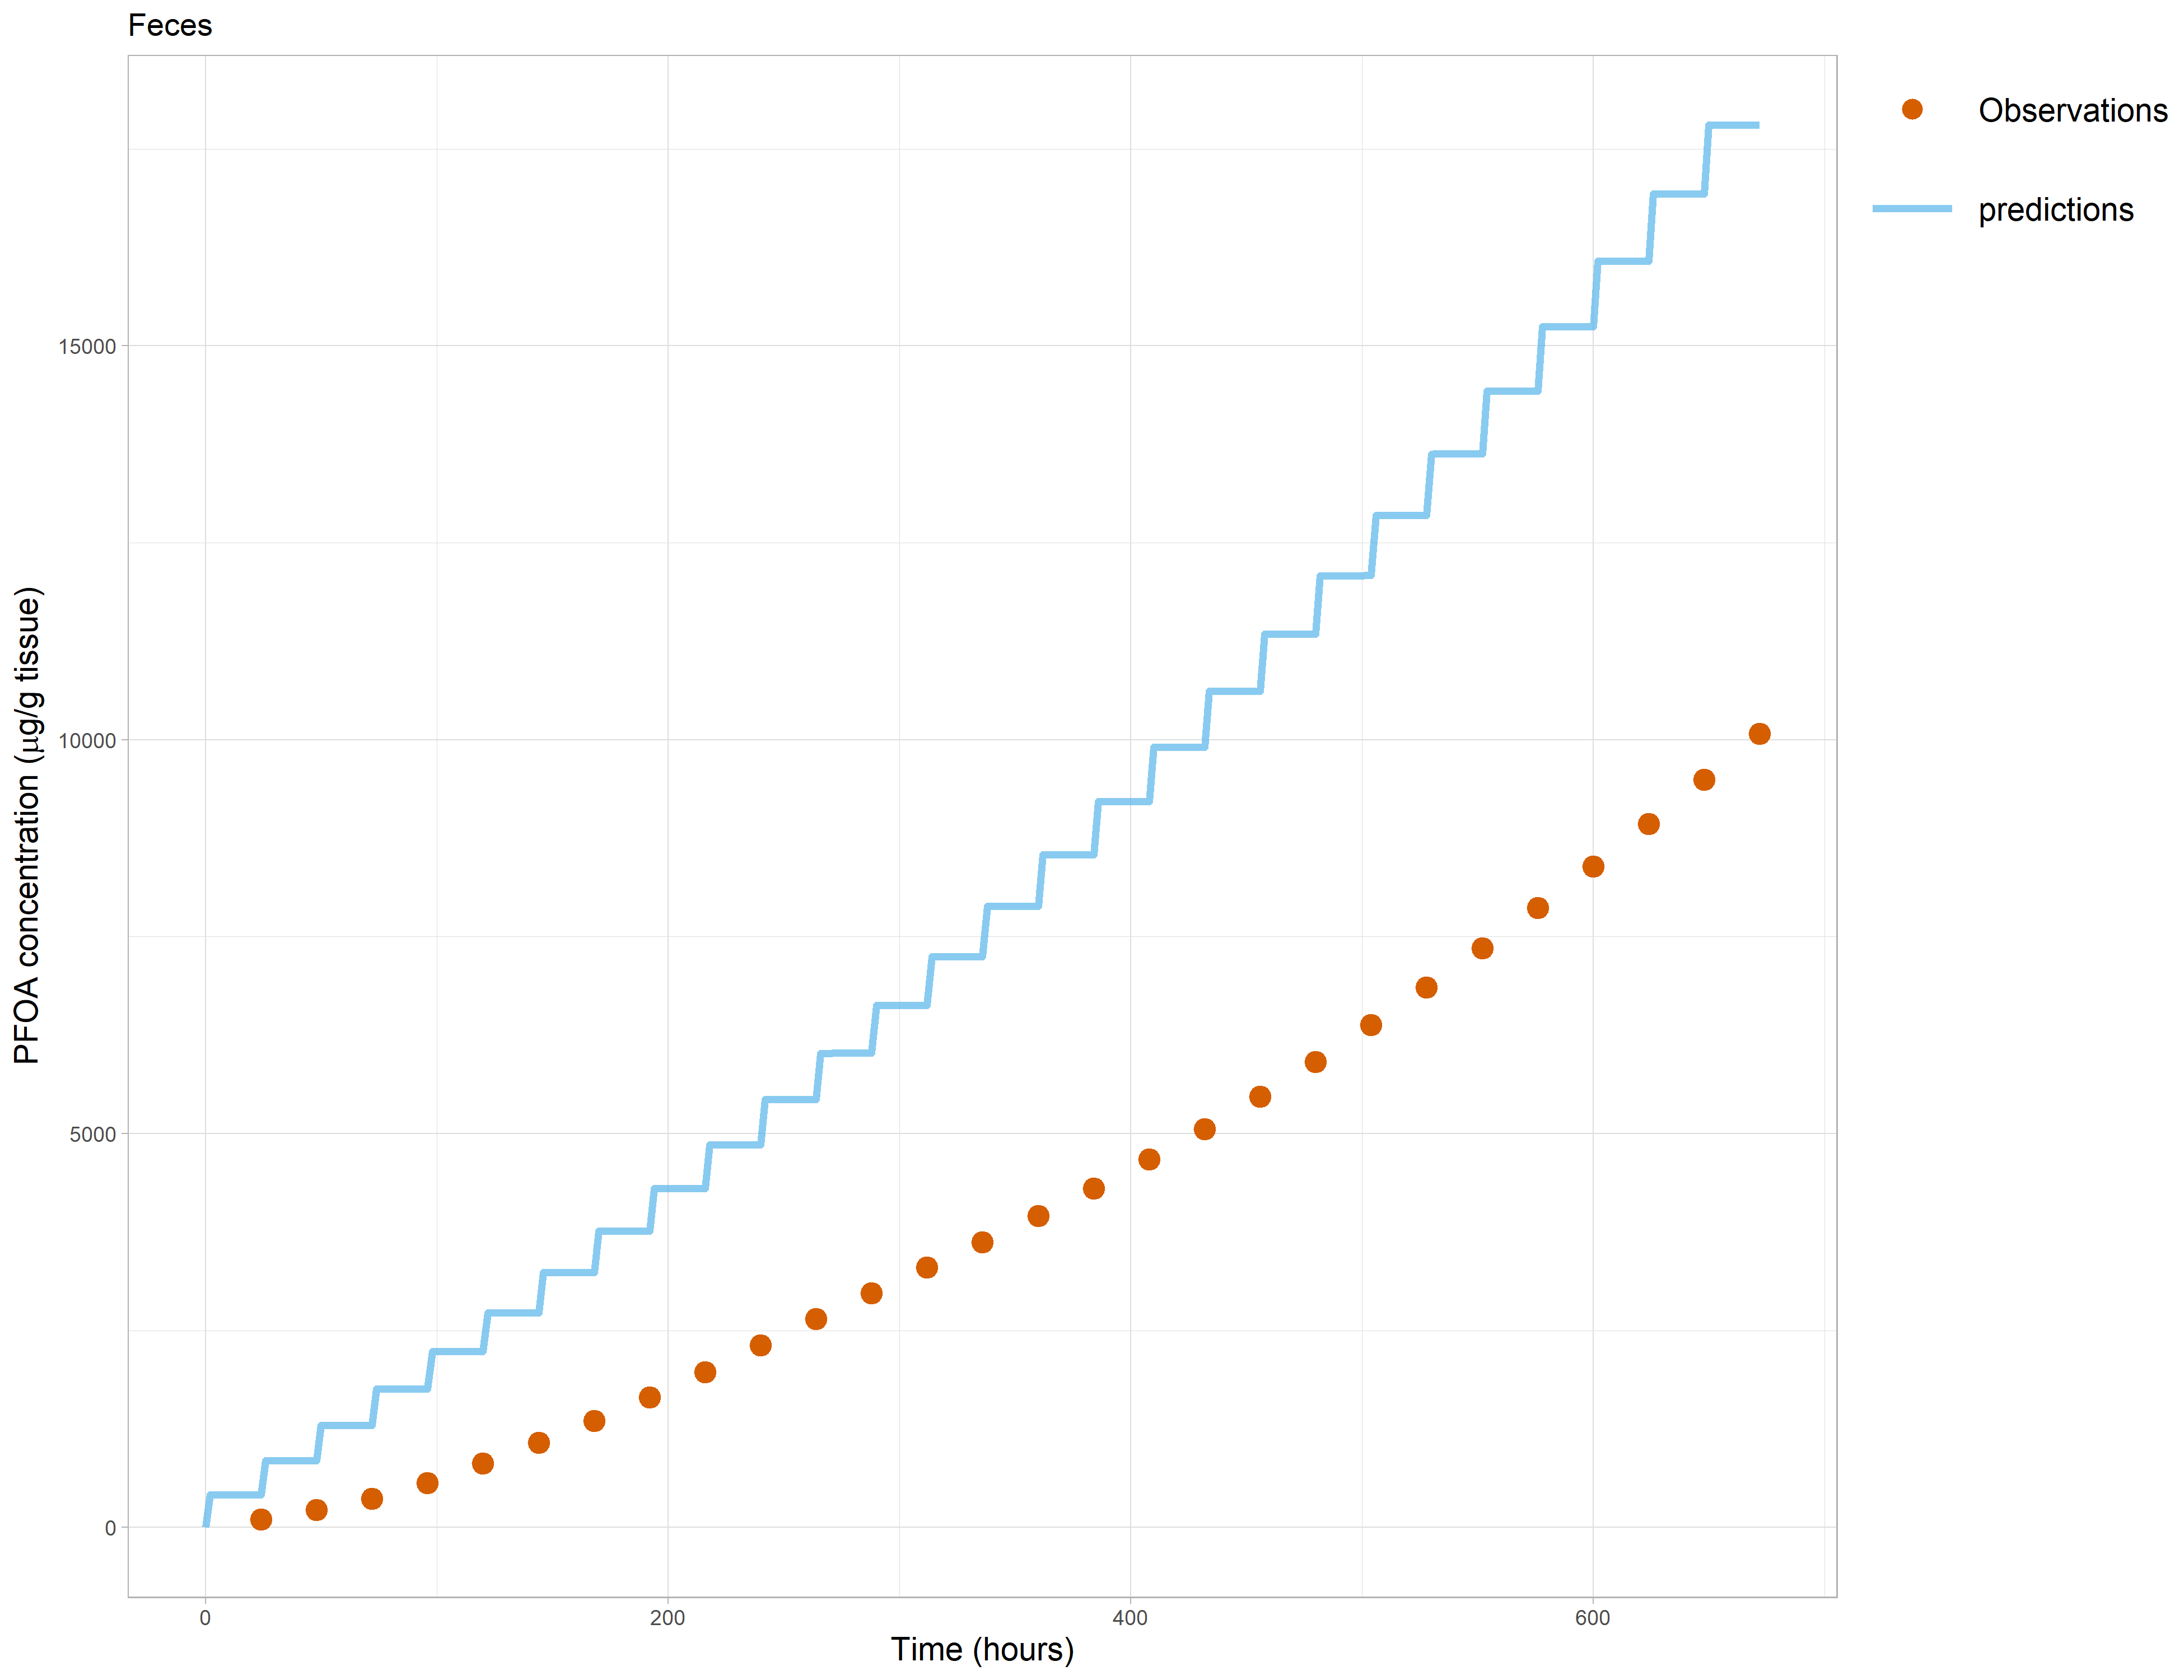 Feces
Observations
predictions
PFOA concentration (μg/g tissue)
15000
10000
5000
0
0 200 400 600
Time (hours)